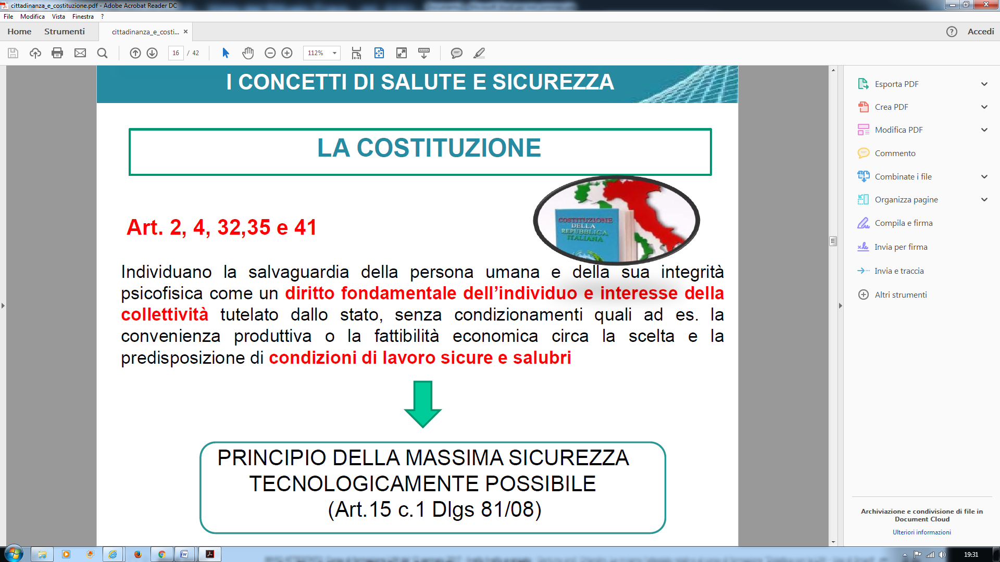 cittadinanza_e_costituzione.pdf - Adobe Acrobat Reader DC
File Modifica Vista Finestra ?
Home Strumenti cittadinanza_e_costi... × Accedi
16 / 42 112%
I CONCETTI DI SALUTE E SICUREZZA
LA COSTITUZIONE
COSTITUZIONE
DELLA
REPUBBLICA
ITALIANA
Art. 2, 4, 32,35 e 41
Individuano la salvaguardia della persona umana e della sua integrità
psicofisica come un diritto fondamentale dell’individuo e interesse della
collettività tutelato dallo stato, senza condizionamenti quali ad es. la
convenienza produttiva o la fattibilità economica circa la scelta e la
predisposizione di condizioni di lavoro sicure e salubri
PRINCIPIO DELLA MASSIMA SICUREZZA
TECNOLOGICAMENTE POSSIBILE
(Art.15 c.1 Dlgs 81/08)
Esporta PDF
Crea PDF
Modifica PDF
Commento
Combinate i file
Organizza pagine
Compila e firma
Invia per firma
Invia e traccia
Altri strumenti
Archiviazione e condivisione di file in
Document Cloud
Ulteriori informazioni
19:31